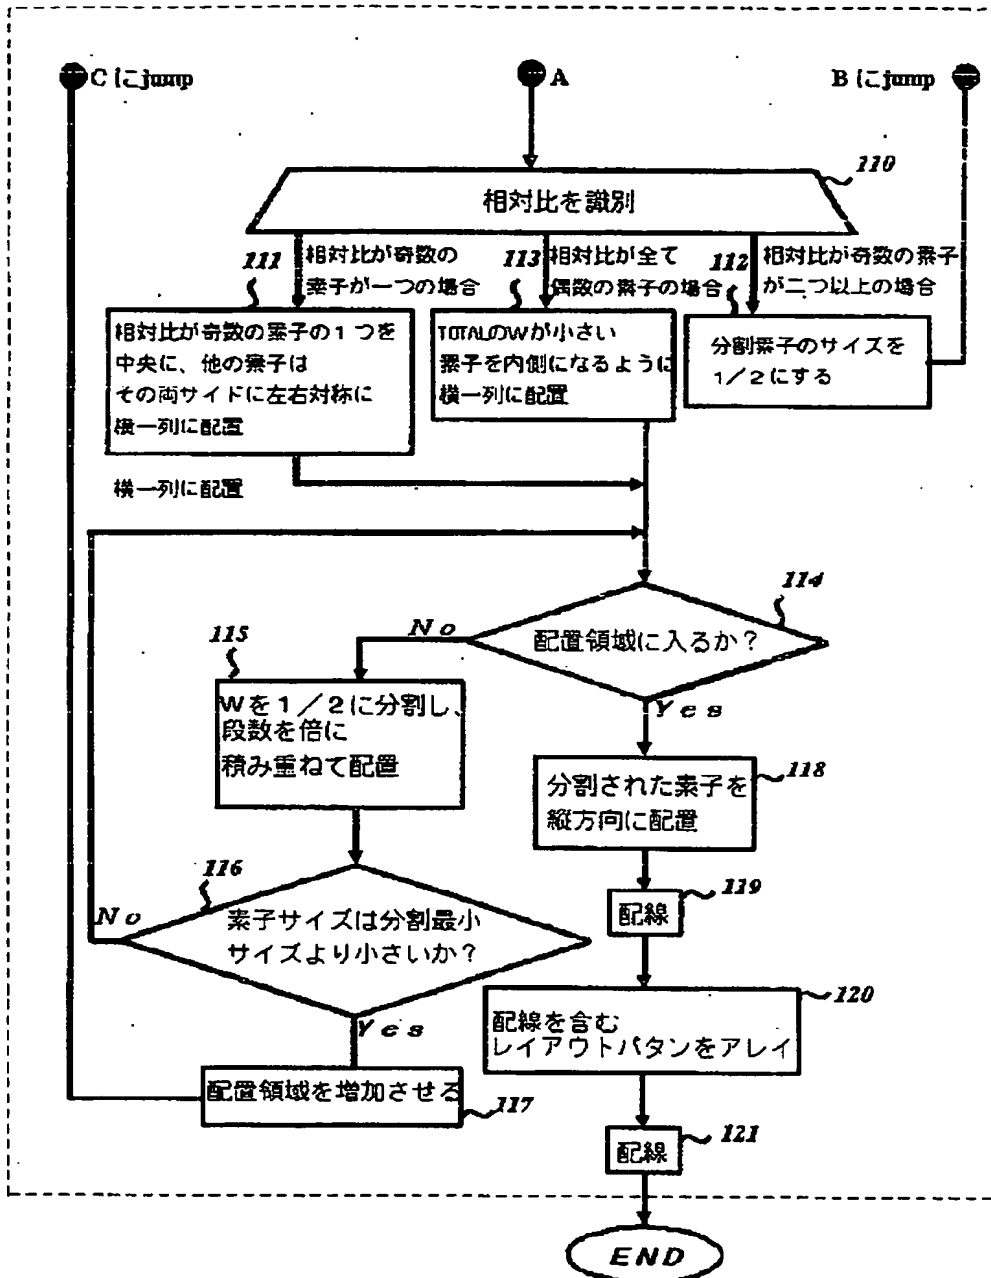 Cにjump
A
Bにjump
110
相対比を識別
111
相対比が奇数の
素子が一つの場合
113
相対比が全て
偶数の素子の場合
112
相対比が奇数の素子
が二つ以上の場合
相対比が奇数の素子の1つを
中央に、他の素子は
その両サイドに左右対称に
横一列に配置
TOTALのWが小さい
素子を内側になるように
横一列に配置
分割素子のサイズを
1/2にする
横一列に配置
114
配置領域に入るか?
No
Yes
115
Wを1/2に分割し、
段数を倍に
積み重ねて配置
118
分割された素子を
縦方向に配置
116
素子サイズは分割最小
サイズより小さいか?
No
Yes
119
配線
120
配線を含む
レイアウトパタンをアレイ
配置領域を増加させる
117
121
配線
END